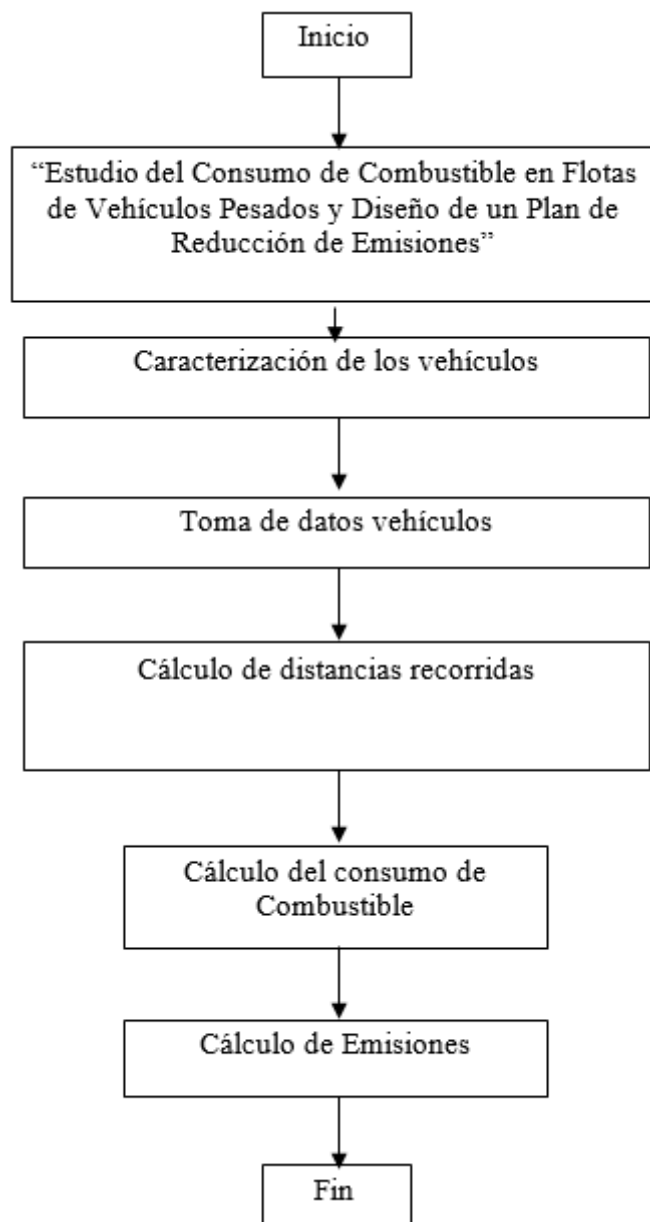 Inicio
“Estudio del Consumo de Combustible en Flotas
de Vehículos Pesados y Diseño de un Plan de
Reducción de Emisiones”
Caracterización de los vehículos
Toma de datos vehículos
Cálculo de distancias recorridas
Cálculo del consumo de
Combustible
Cálculo de Emisiones
Fin